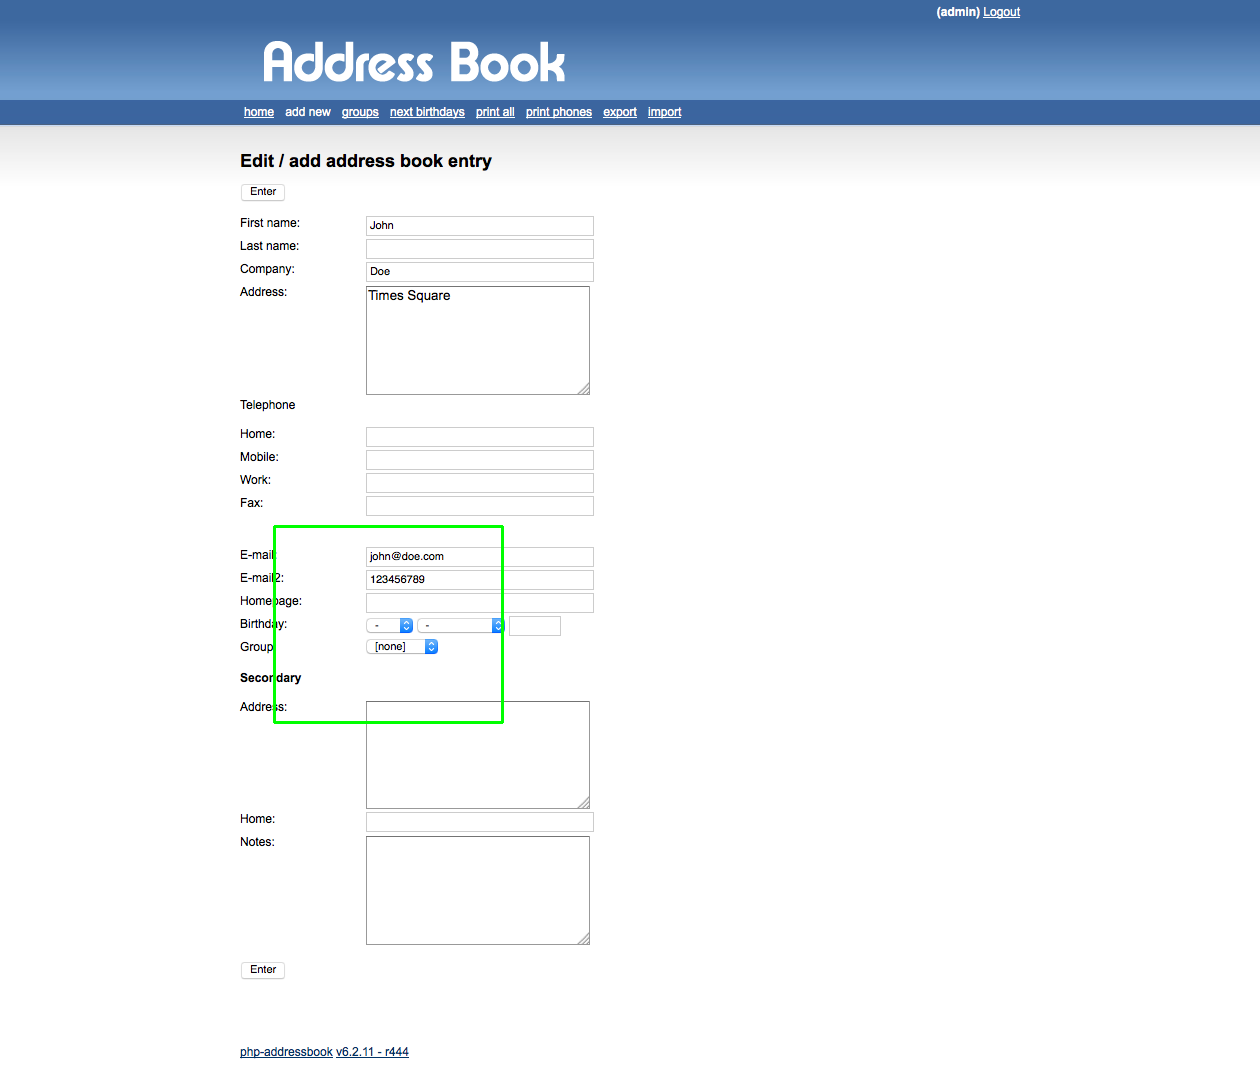 (admin) Logout
Address Book
home add new groups next birthdays print all print phones export import
Edit / add address book entry
Enter
First name: John
Last name:
Company: Doe
Address: Times Square
Telephone
Home:
Mobile:
Work:
Fax:
E-mail: john@doe.com
E-mail2: 123456789
Homepage:
Birthday: - -
Group [none]
Secondary
Address:
Home:
Notes:
Enter
php-addressbook v6.2.11 - r444